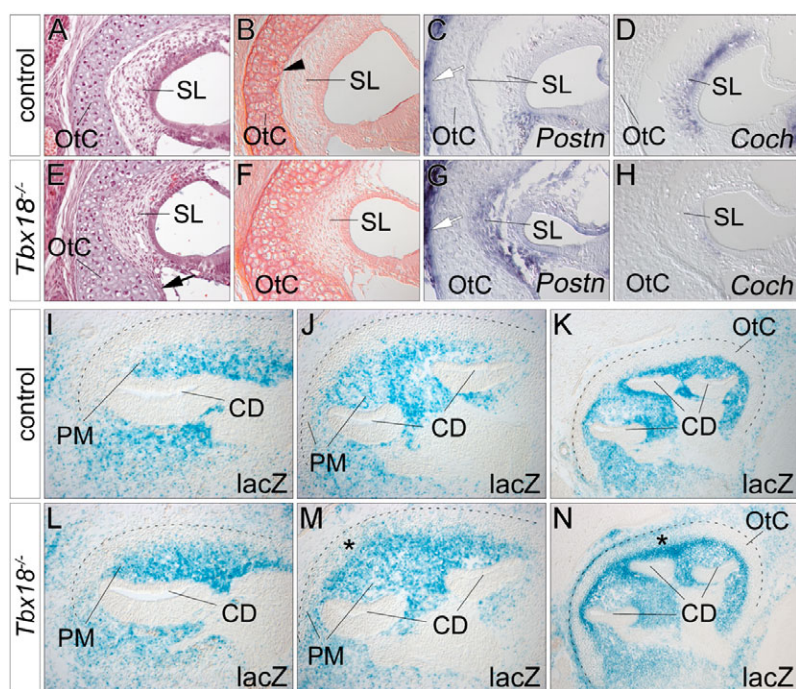 control
A
SL
OtC
B
SL
OtC
C
SL
OtC
Postn
D
SL
OtC
Coch
Tbx18-/-
E
SL
OtC
F
SL
OtC
G
SL
OtC
Postn
H
SL
OtC
Coch
control
I
PM
CD
lacZ
J
CD
PM
lacZ
K
OtC
CD
lacZ
Tbx18-/-
L
PM
CD
lacZ
M
*
CD
PM
lacZ
N
*
OtC
CD
lacZ